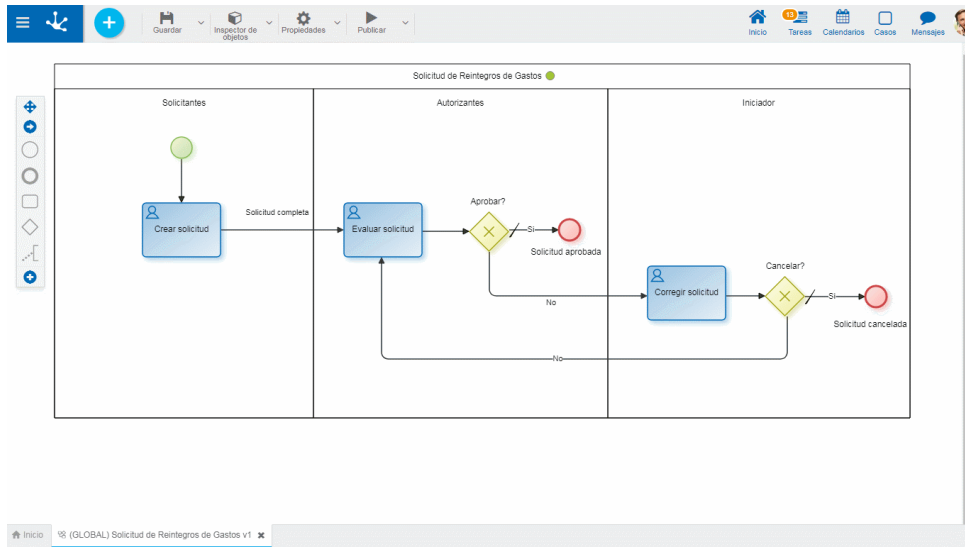 Guardar
Inspector de
objetos
Propiedades
Publicar
Inicio
13
Tareas
Calendarios
Casos
Mensajes
Solicitud de Reintegros de Gastos
Solicitantes
Autorizantes
Iniciador
Crear solicitud
Solicitud completa
Evaluar solicitud
Aprobar?
Si
Solicitud aprobada
No
Corregir solicitud
Cancelar?
Si
Solicitud cancelada
No
Inicio
(GLOBAL) Solicitud de Reintegros de Gastos v1